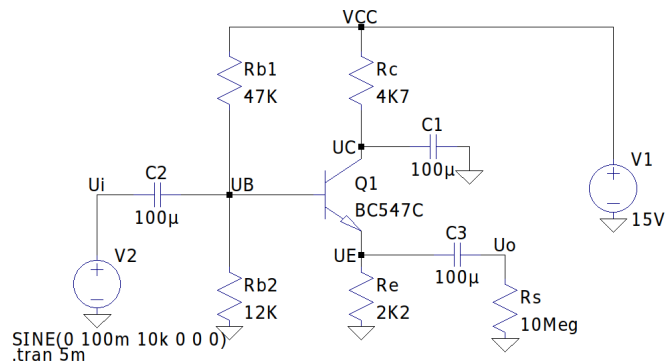 VCC
Rb1
47K
Rc
4K7
UC
C1
100µ
V1
15V
C2
100µ
Ui
UB
Q1
BC547C
V2
UE
C3
100µ
Uo
Rb2
12K
Re
2K2
Rs
10Meg
SINE(0 100m 10k 0 0 0)
.tran 5m